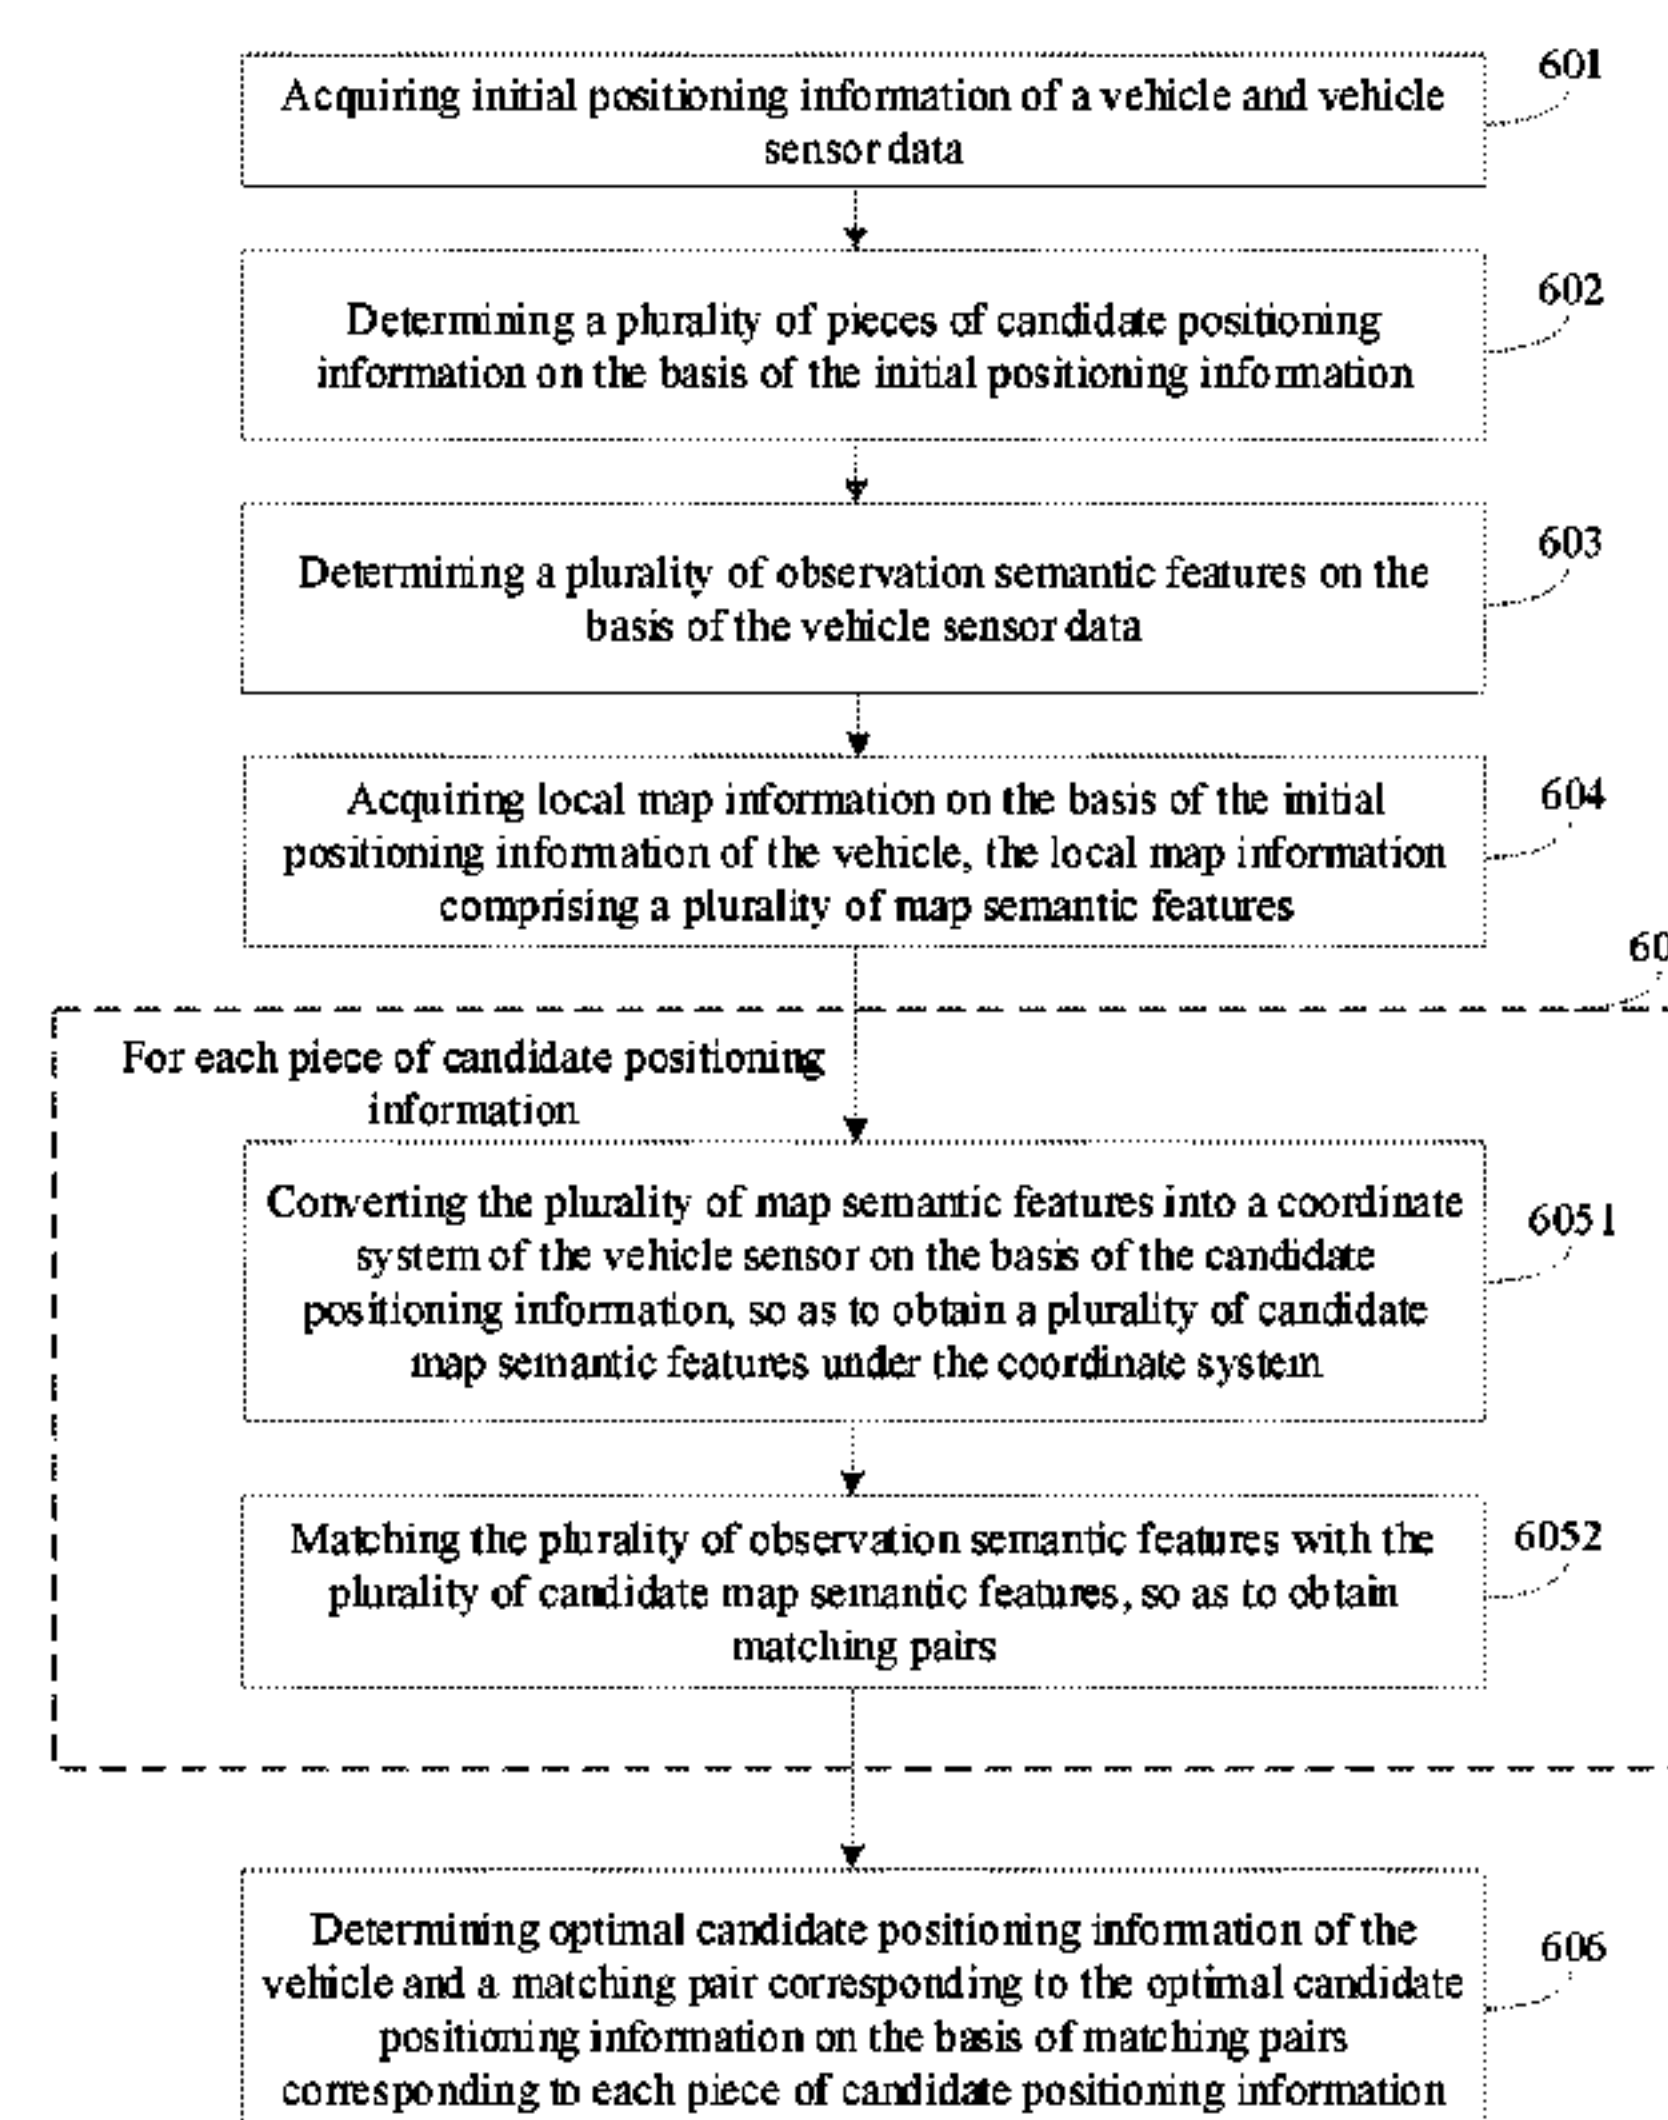 601
Acquiring initial positioning information of a vehicle and vehicle
sensor data
602
Determining a plurality of pieces of candidate positioning
information on the basis of the initial positioning information
603
Determining a plurality of observation semantic features on the
basis of the vehicle sensor data
604
Acquiring local map information on the basis of the initial
positioning information of the vehicle, the local map information
comprising a plurality of map semantic features
60
For each piece of candidate positioning
information
Converting the plurality of map semantic features into a coordinate
system of the vehicle sensor on the basis of the candidate
positioning information, so as to obtain a plurality of candidate
map semantic features under the coordinate system
6051
Matching the plurality of observation semantic features with the
plurality of candidate map semantic features, so as to obtain
matching pairs
6052
Determining optimal candidate positioning information of the
vehicle and a matching pair corresponding to the optimal candidate
positioning information on the basis of matching pairs
corresponding to each piece of candidate positioning information
606